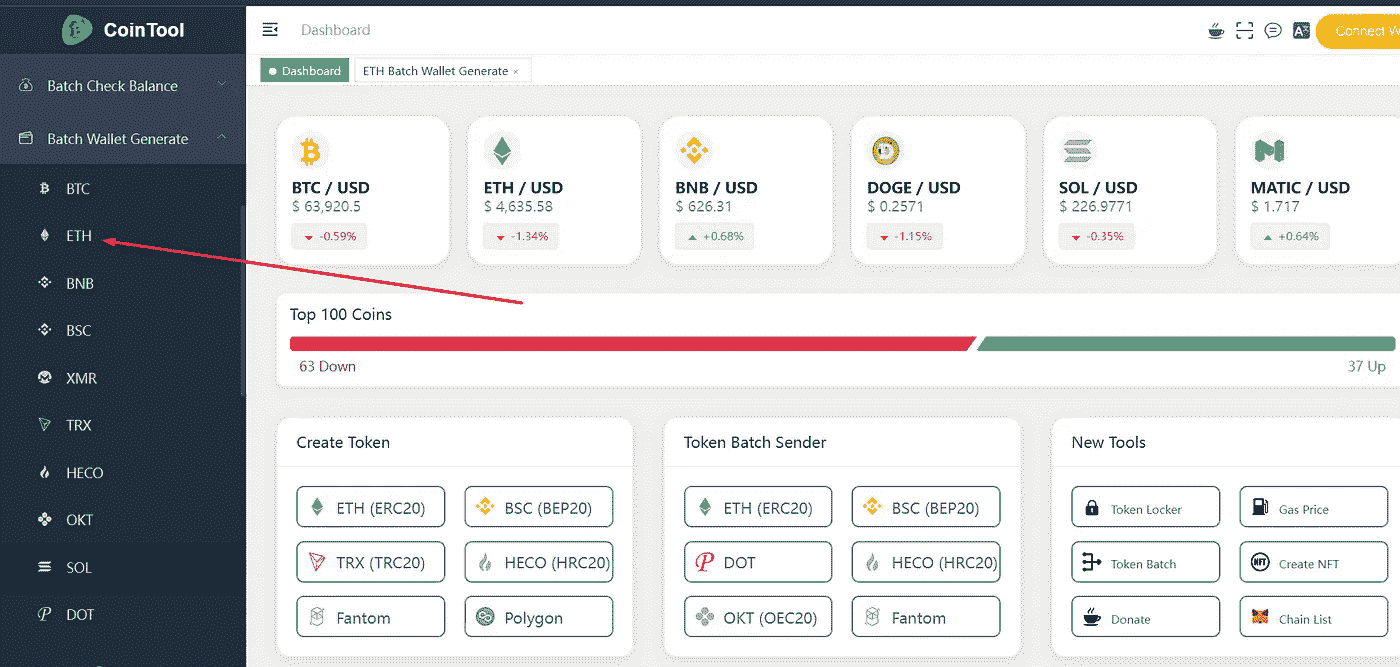 CoinTool
Dashboard
Connect W
Dashboard
ETH Batch Wallet Generate ×
Batch Check Balance
Batch Wallet Generate
BTC
ETH
BNB
BSC
XMR
TRX
HECO
OKT
SOL
DOT
BTC / USD
$ 63,920.5
-0.59%
ETH / USD
$ 4,635.58
-1.34%
BNB / USD
$ 626.31
+0.68%
DOGE / USD
$ 0.2571
-1.15%
SOL / USD
$ 226.9771
-0.35%
MATIC / USD
$ 1.717
+0.64%
Top 100 Coins
63 Down
37 Up
Create Token
ETH (ERC20)
BSC (BEP20)
TRX (TRC20)
HECO (HRC20)
Fantom
Polygon
Token Batch Sender
ETH (ERC20)
BSC (BEP20)
DOT
HECO (HRC20)
OKT (OEC20)
Fantom
New Tools
Token Locker
Gas Price
Token Batch
Create NFT
Donate
Chain List